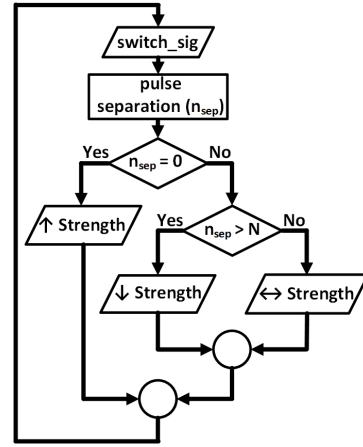 switch_sig
pulse
separation (nsep)
Yes
nsep = 0
No
↑ Strength
Yes
nsep > N
No
↓ Strength
↔ Strength